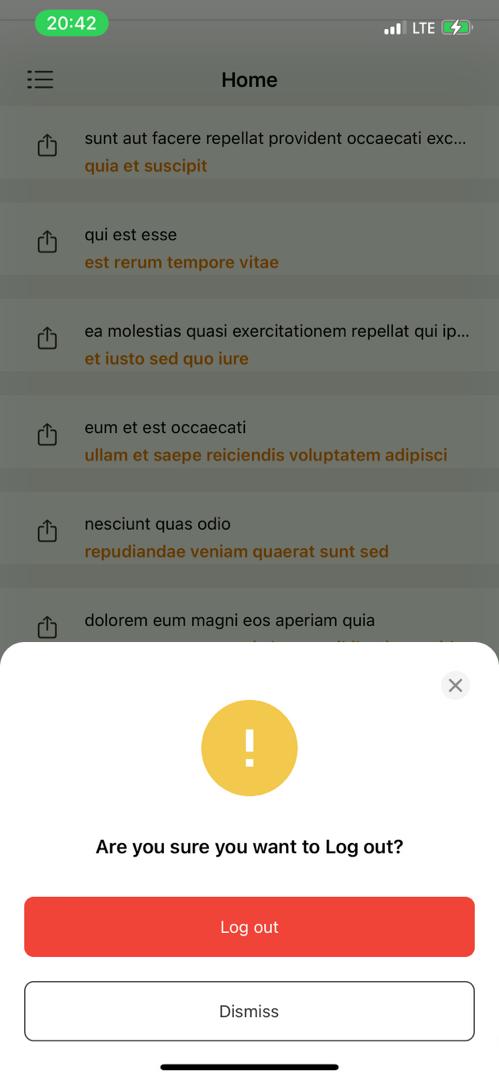 20:42
LTE
Home
sunt aut facere repellat provident occaecati exc...
quia et suscipit
qui est esse
est rerum tempore vitae
ea molestias quasi exercitationem repellat qui ip...
et iusto sed quo iure
eum et est occaecati
ullam et saepe reiciendis voluptatem adipisci
nesciunt quas odio
repudiandae veniam quaerat sunt sed
dolorem eum magni eos aperiam quia
Are you sure you want to Log out?
Log out
Dismiss